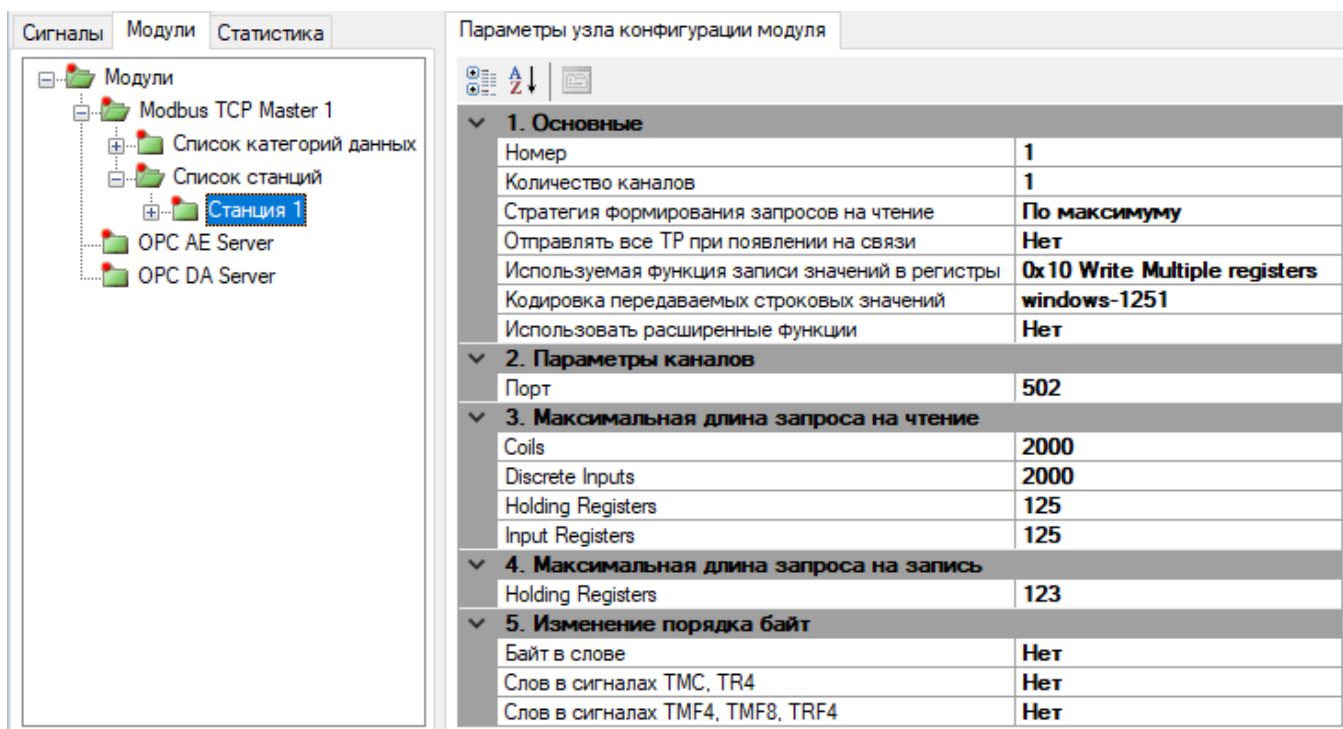 Сигналы Модули Статистика
Модули
Modbus TCP Master 1
Список категорий данных
Список станций
Станция 1
OPC AE Server
OPC DA Server
Параметры узла конфигурации модуля
1. Основные
Номер 1
Количество каналов 1
Стратегия формирования запросов на чтение По максимуму
Отправлять все ТР при появлении на связи Нет
Используемая функция записи значений в регистры 0x10 Write Multiple registers
Кодировка передаваемых строковых значений windows-1251
Использовать расширенные функции Нет
2. Параметры каналов
Порт 502
3. Максимальная длина запроса на чтение
Coils 2000
Discrete Inputs 2000
Holding Registers 125
Input Registers 125
4. Максимальная длина запроса на запись
Holding Registers 123
5. Изменение порядка байт
Байт в слове Нет
Слов в сигналах TMC, TR4 Нет
Слов в сигналах TMF4, TMF8, TRF4 Нет